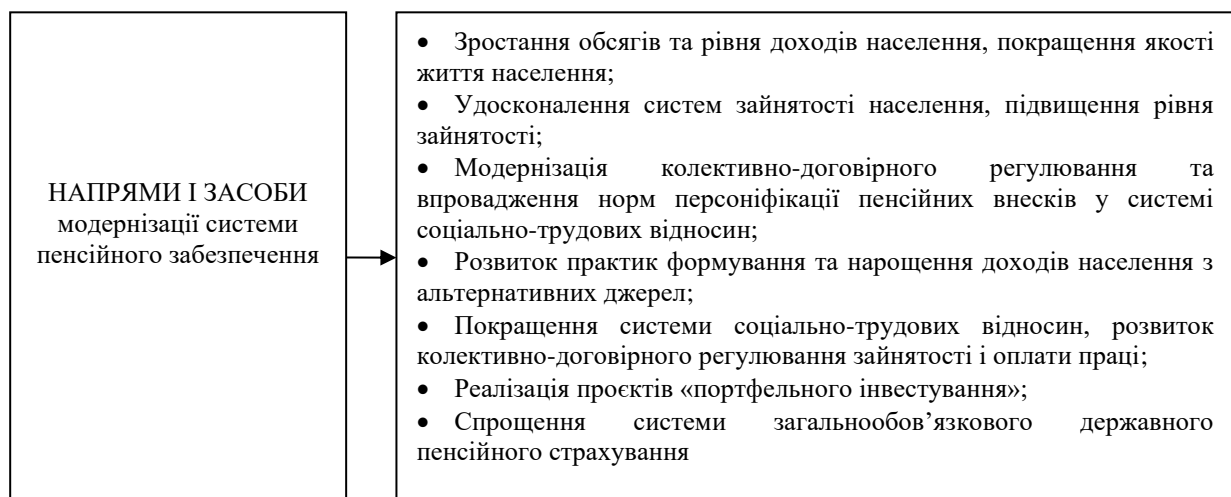 НАПРЯМИ І ЗАСОБИ
модернізації системи
пенсійного забезпечення
• Зростання обсягів та рівня доходів населення, покращення якості
життя населення;
• Удосконалення систем зайнятості населення, підвищення рівня
зайнятості;
• Модернізація колективно-договірного регулювання та
впровадження норм персоніфікації пенсійних внесків у системі
соціально-трудових відносин;
• Розвиток практик формування та нарощення доходів населення з
альтернативних джерел;
• Покращення системи соціально-трудових відносин, розвиток
колективно-договірного регулювання зайнятості і оплати праці;
• Реалізація проєктів «портфельного інвестування»;
• Спрощення системи загальнообов’язкового державного
пенсійного страхування